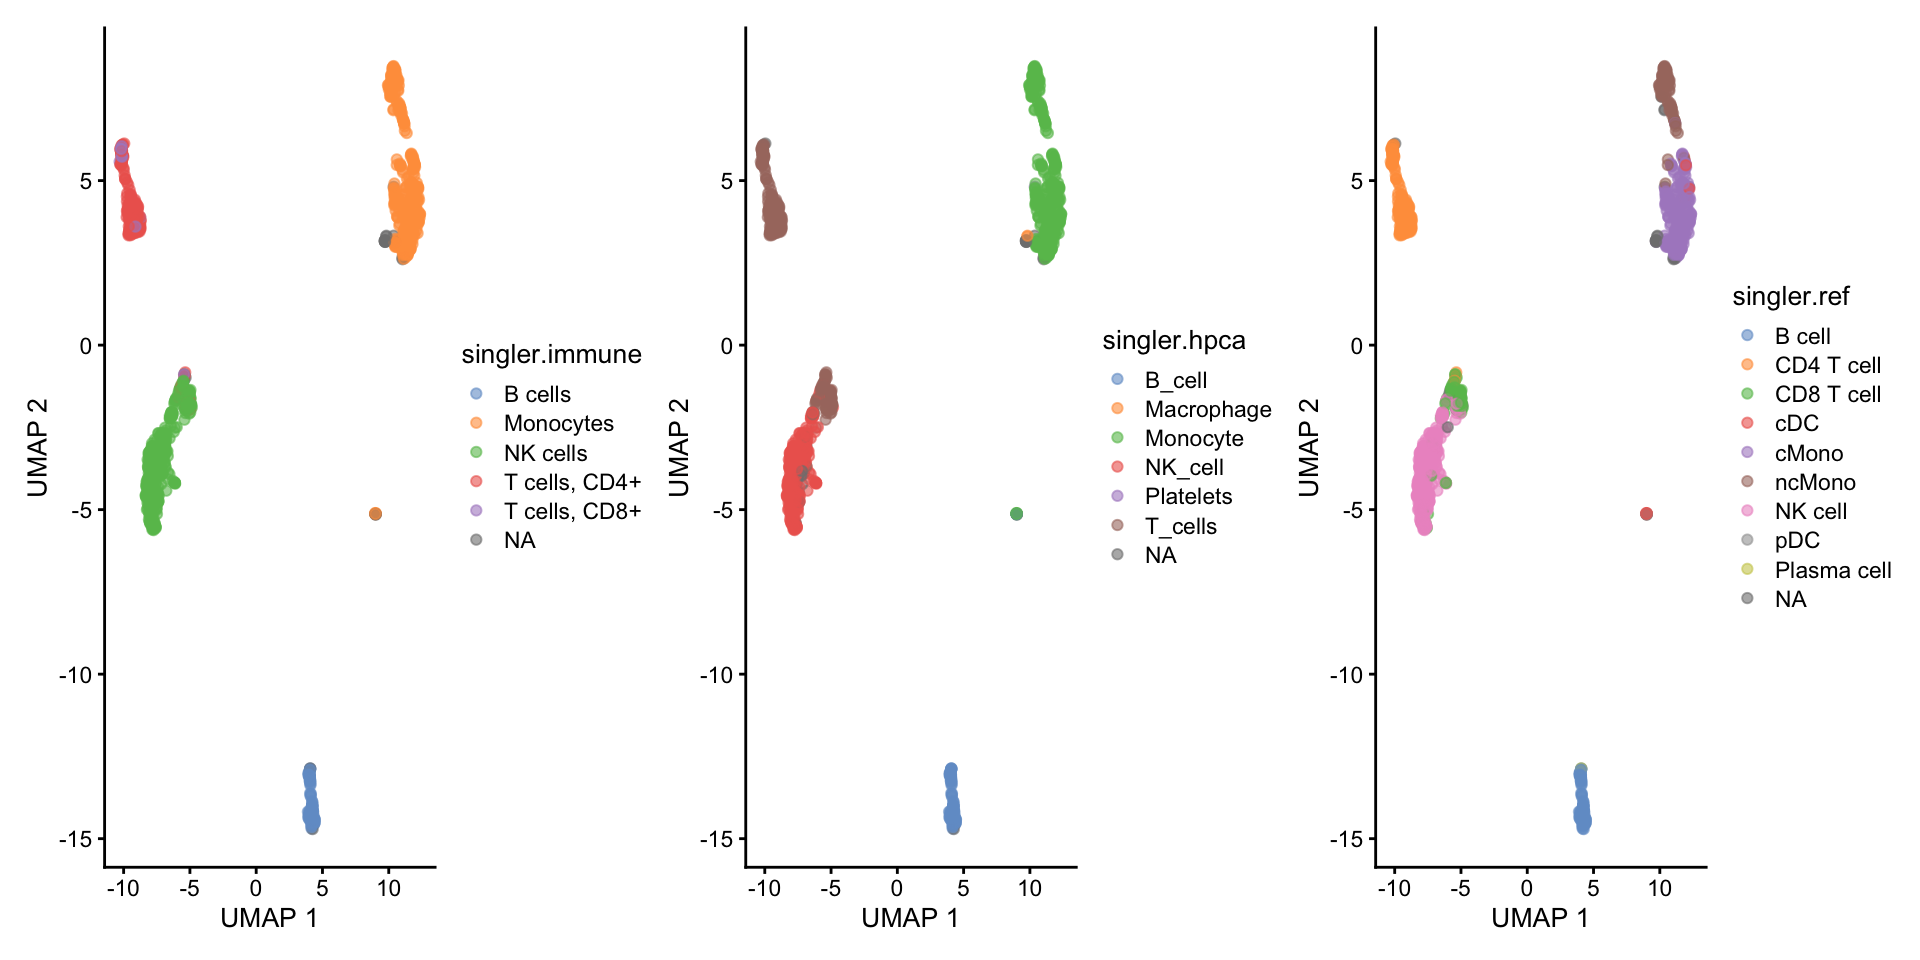 UMAP 2
5
0
-5
-10
-15
-10 -5 0 5 10
UMAP 1
singler.immune
B cells
Monocytes
NK cells
T cells, CD4+
T cells, CD8+
NA
UMAP 2
5
0
-5
-10
-15
-10 -5 0 5 10
UMAP 1
singler.hpca
B_cell
Macrophage
Monocyte
NK_cell
Platelets
T_cells
NA
UMAP 2
5
0
-5
-10
-15
-10 -5 0 5 10
UMAP 1
singler.ref
B cell
CD4 T cell
CD8 T cell
cDC
cMono
ncMono
NK cell
pDC
Plasma cell
NA